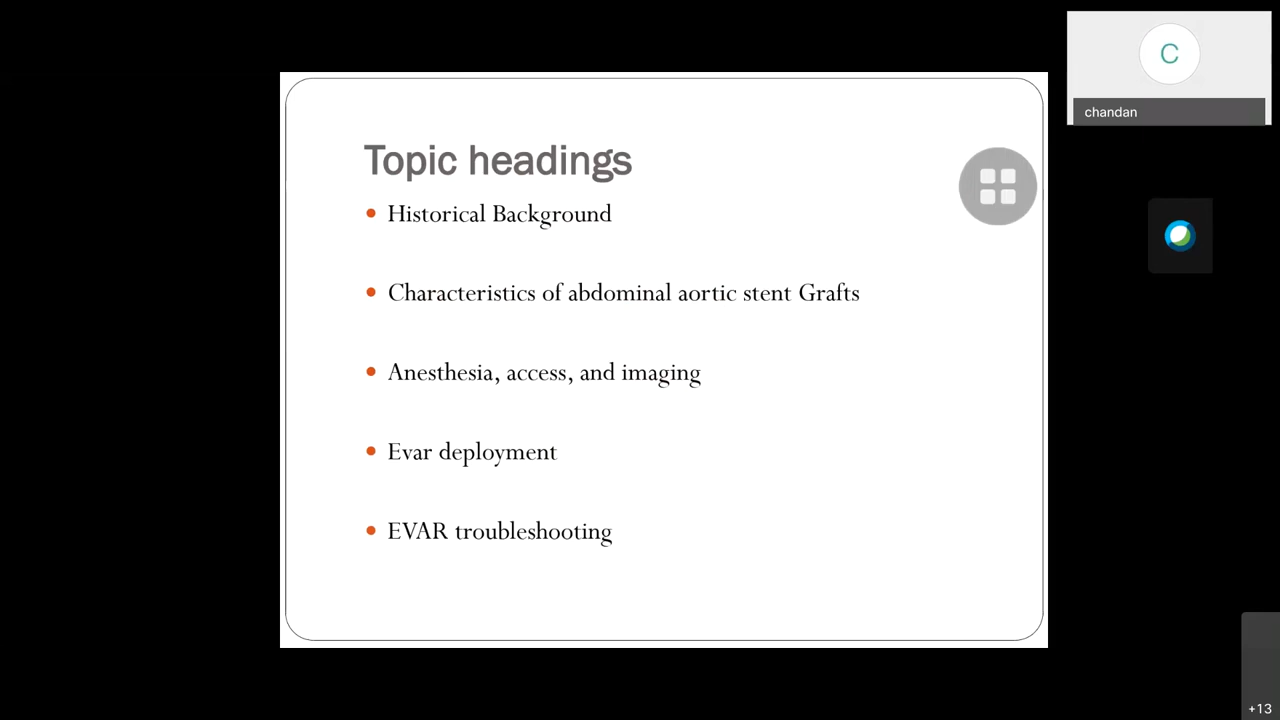 Topic headings
Historical Background
Characteristics of abdominal aortic stent Grafts
Anesthesia, access, and imaging
Evar deployment
EVAR troubleshooting
C
chandan
+13